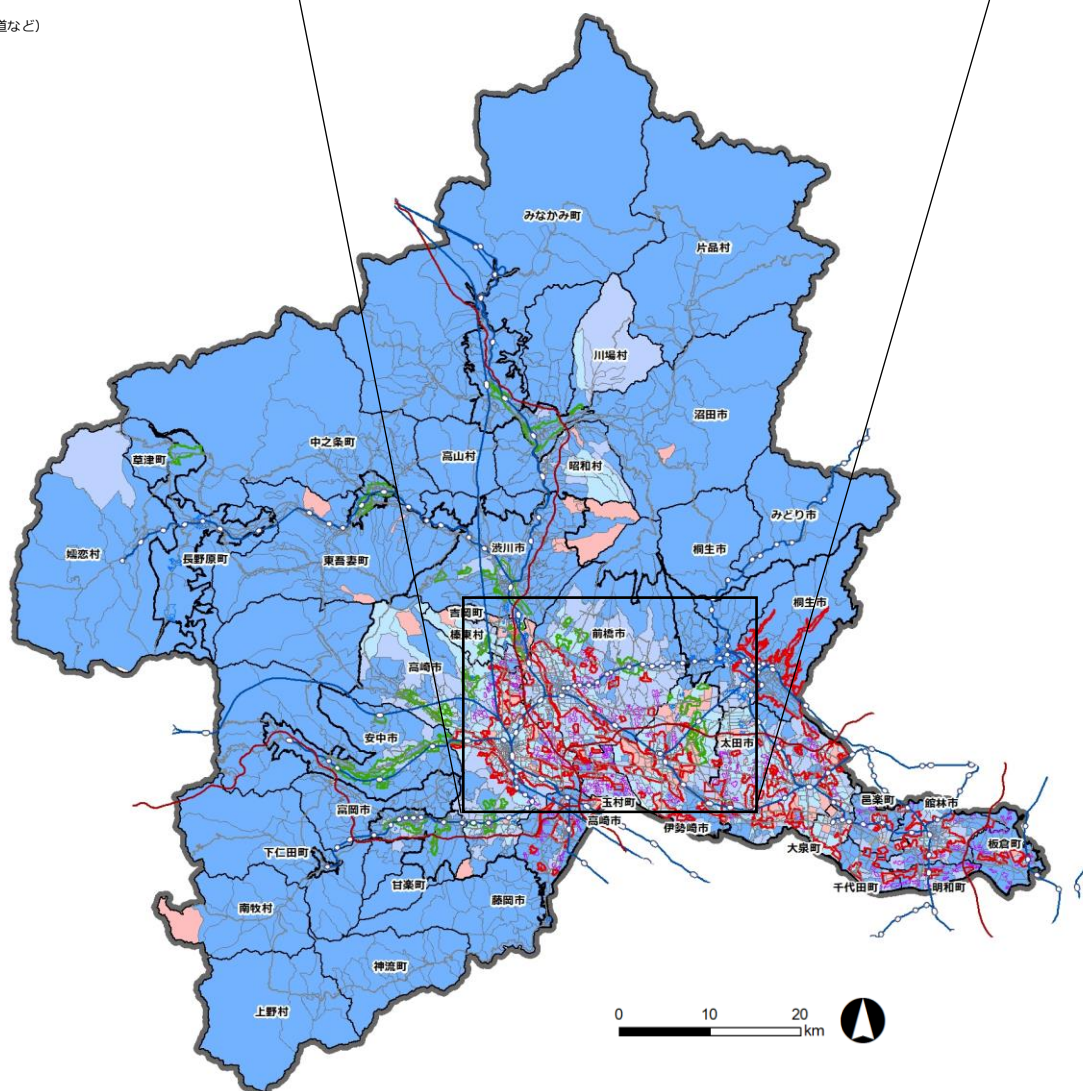 道など）
みなかみ町
片品村
川場村
沼田市
中之条町
草津町
高山村
昭和村
みどり市
嬬恋村
長野原町
東吾妻町
渋川市
桐生市
桐生市
吉岡町
榛東村
前橋市
高崎市
安中市
太田市
富岡市
玉村町
高崎市
伊勢崎市
邑楽町
館林市
大泉町
板倉町
下仁田町
甘楽町
千代田町
明和町
南牧村
藤岡市
神流町
上野村
0 10 20
km